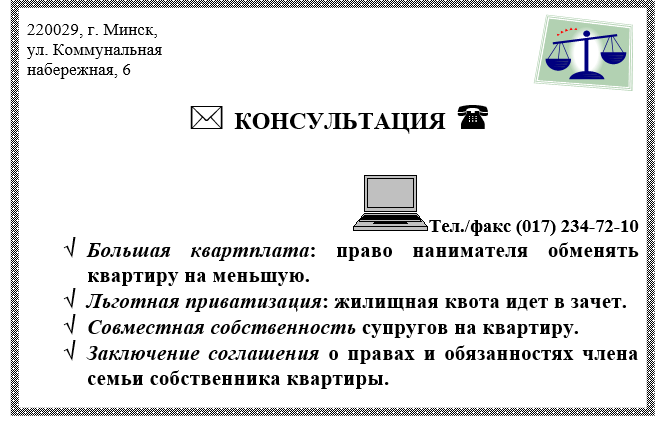 220029, г. Минск,
ул. Коммунальная
набережная, 6
КОНСУЛЬТАЦИЯ
Тел./факс (017) 234-72-10
√ Большая квартплата: право нанимателя обменять
квартиру на меньшую.
√ Льготная приватизация: жилищная квота идет в зачет.
√ Совместная собственность супругов на квартиру.
√ Заключение соглашения о правах и обязанностях члена
семьи собственника квартиры.